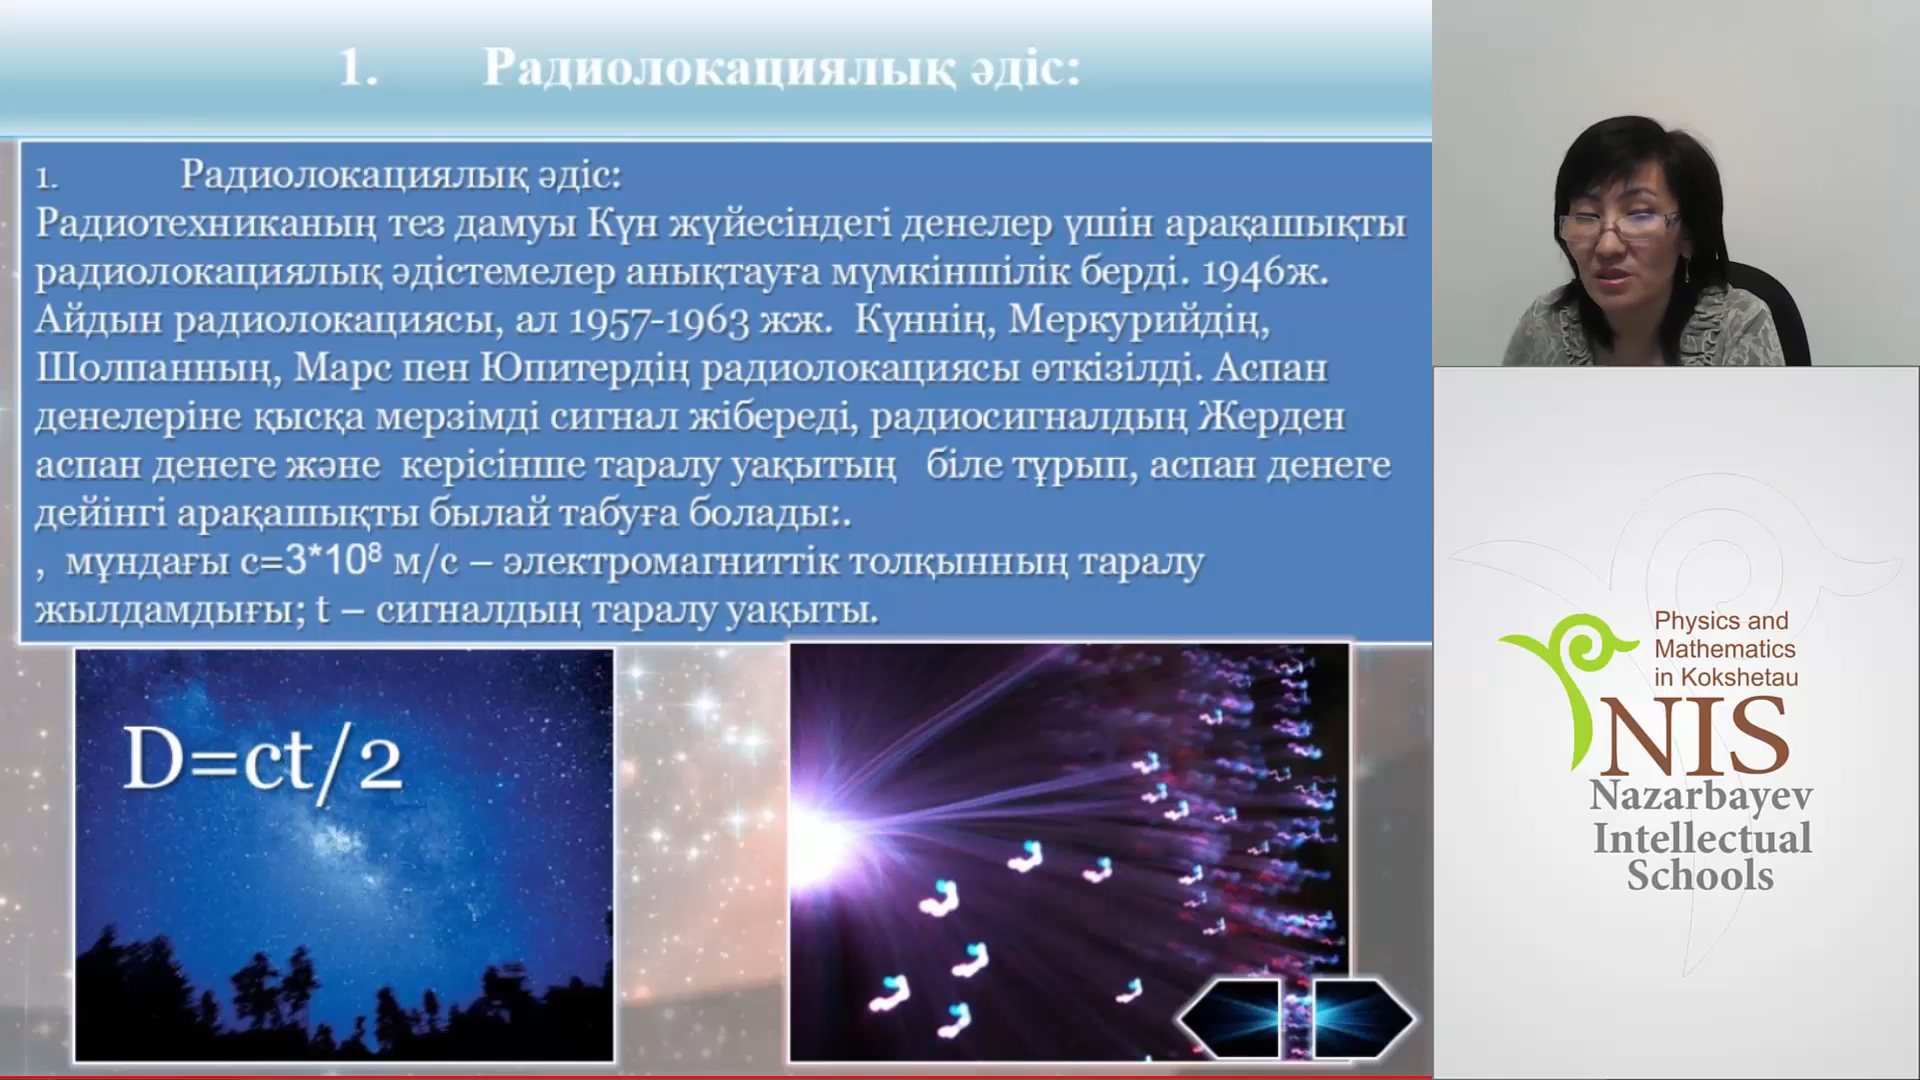 1. Радиолокациялық әдіс:
1. Радиолокациялық әдіс:
Радиотехниканың тез дамуы Күн жүйесіндегі денелер үшін арақашықты
радиолокациялық әдістемелер анықтауға мүмкіншілік берді. 1946ж.
Айдын радиолокациясы, ал 1957-1963 жж. Күннің, Меркурийдің,
Шолпанның, Марс пен Юпитердің радиолокациясы өткізілді. Аспан
денелеріне қысқа мерзімді сигнал жібереді, радиосигналдың Жерден
аспан денеге және керісінше таралу уақытың біле тұрып, аспан денеге
дейінгі арақашықты былай табуға болады:.
, мұндағы с=3*10⁸ м/с – электромагниттік толқынның таралу
жылдамдығы; t – сигналдың таралу уақыты.
D=ct/2
Physics and
Mathematics
in Kokshetau
NIS
Nazarbayev
Intellectual
Schools